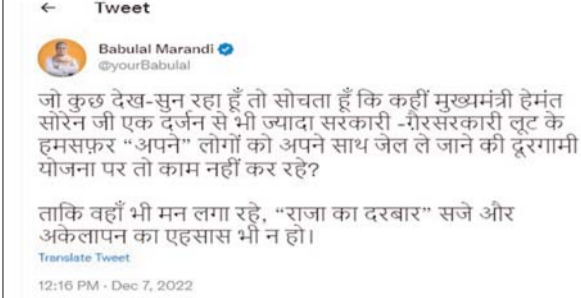 ← Tweet
Babulal Marandi
@yourBabulal
जो कुछ देख-सुन रहा हूँ तो सोचता हूँ कि कहीं मुख्यमंत्री हेमंत
सोरेन जी एक दर्जन से भी ज्यादा सरकारी -ग़ैरसरकारी लूट के
हमसफ़र “अपने” लोगों को अपने साथ जेल ले जाने की दूरगामी
योजना पर तो काम नहीं कर रहे?
ताकि वहाँ भी मन लगा रहे, “राजा का दरबार” सजे और
अकेलापन का एहसास भी न हो।
Translate Tweet
12:16 PM · Dec 7, 2022